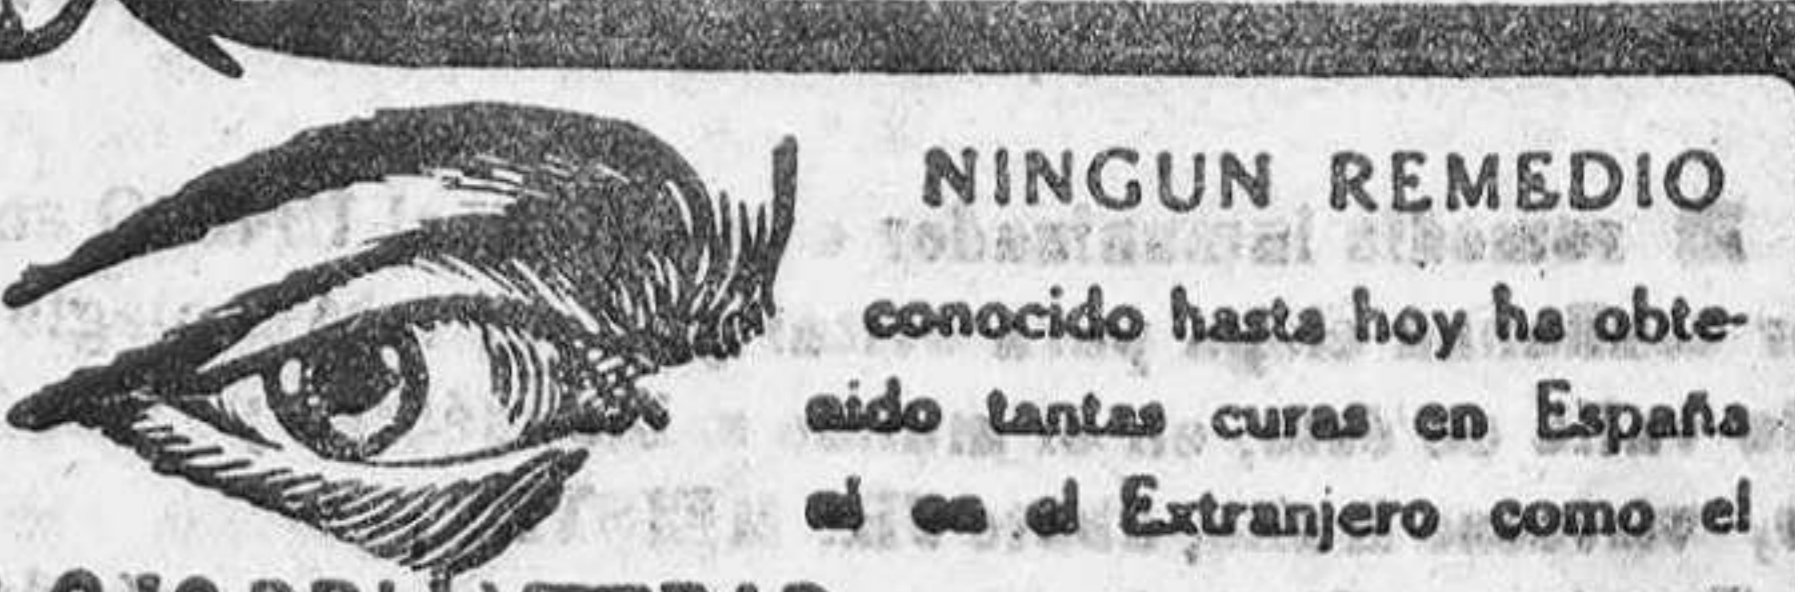 NINGUN REMEDIO
conocido hasta hoy ha obte-
nido tantas curas en España
ni en el Extranjero como el